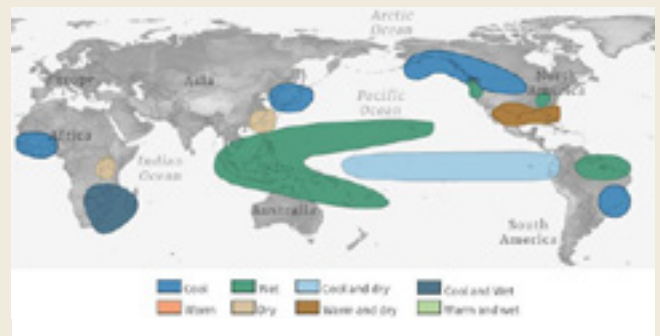 Arctic
Ocean
Europe
Asia
North
America
Pacific
Ocean
Africa
Indian
Ocean
Australia
South
America
Cool
Wet
Cool and dry
Cool and Wet
Warm
Dry
Warm and dry
Warm and wet